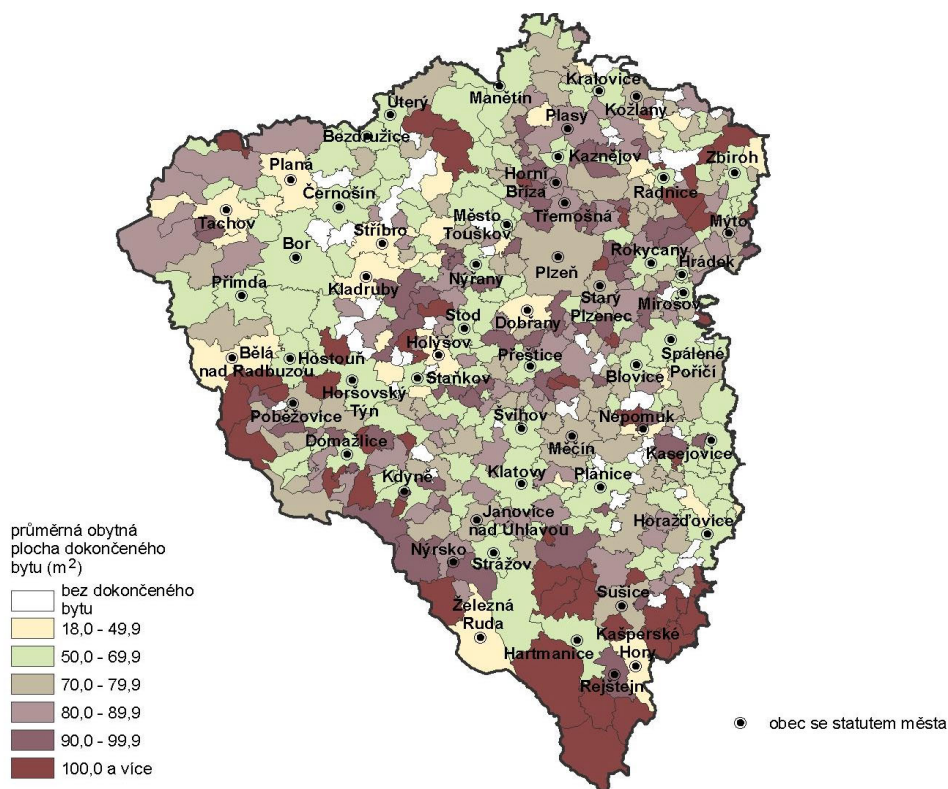 Kralovice
Manětín
Kožlany
Úterý
Plasy
Bezdružice
Kaznějov
Zbiroh
Planá
Horní
Bříza
Radnice
Černošín
Třemošná
Město
Touškov
Tachov
Mýto
Stříbro
Rokycany
Bor
Plzeň
Hrádek
Nýřany
Přimda
Kladruby
Starý
Plzenec
Mirošov
Stod
Dobřany
Holýšov
Spálené
Poříčí
Bělá
nad Radbuzou
Hostouň
Přeštice
Blovice
Staňkov
Horšovský
Týn
Poběžovice
Švihov
Nepomuk
Měčín
Kasejovice
Domažlice
Klatovy
Plánice
Kdyně
Janovice
nad Úhlavou
Horažďovice
Nýrsko
Strážov
Sušice
Železná
Ruda
Kašperské
Hory
Hartmanice
Rejštejn
průměrná obytná
plocha dokončeného
bytu (m²)
bez dokončeného
bytu
18,0 - 49,9
50,0 - 69,9
70,0 - 79,9
80,0 - 89,9
90,0 - 99,9
100,0 a více
obec se statutem města